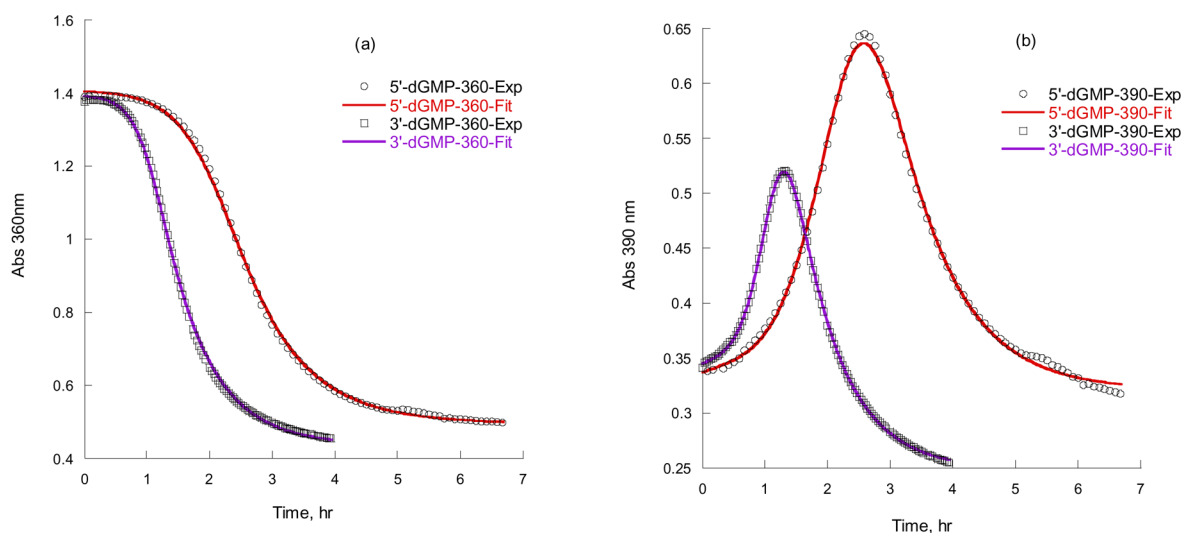 (a)
5'-dGMP-360-Exp
5'-dGMP-360-Fit
3'-dGMP-360-Exp
3'-dGMP-360-Fit
Abs 360nm
1.6
1.4
1.2
1
0.8
0.6
0.4
0 1 2 3 4 5 6 7
Time, hr
(b)
5'-dGMP-390-Exp
5'-dGMP-390-Fit
3'-dGMP-390-Exp
3'-dGMP-390-Fit
Abs 390 nm
0.65
0.6
0.55
0.5
0.45
0.4
0.35
0.3
0.25
0 1 2 3 4 5 6 7
Time, hr